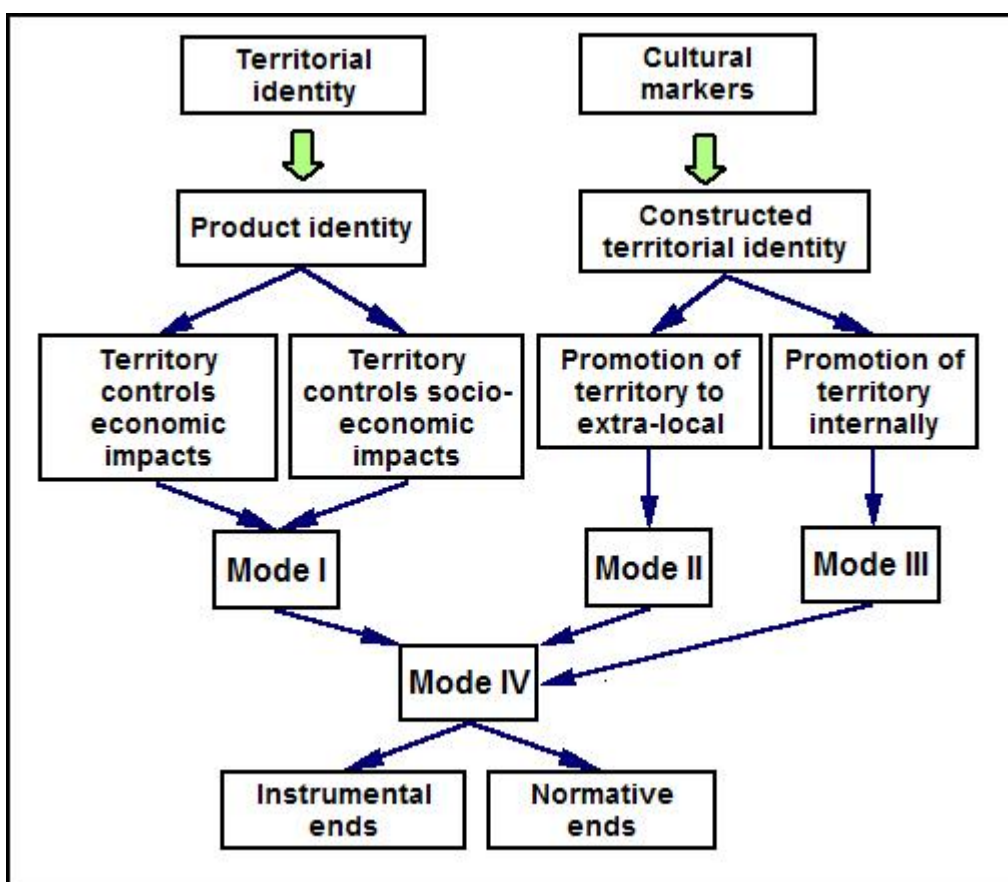 Territorial
identity
Cultural
markers
Product identity
Constructed
territorial identity
Territory
controls
economic
impacts
Territory
controls socio-
economic
impacts
Promotion of
territory to
extra-local
Promotion of
territory
internally
Mode I
Mode II
Mode III
Mode IV
Instrumental
ends
Normative
ends